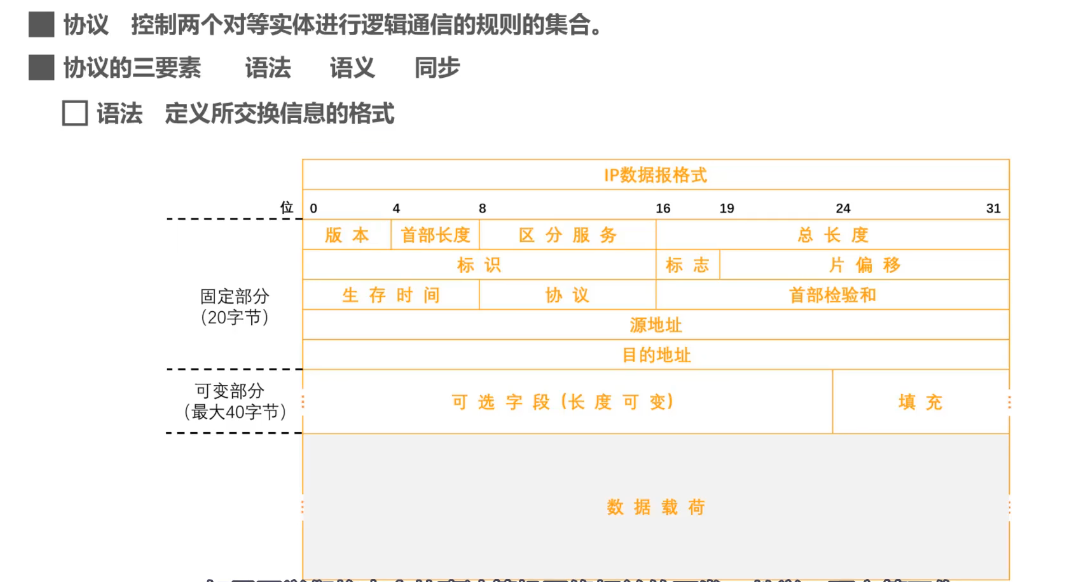 协议 控制两个对等实体进行逻辑通信的规则的集合。
协议的三要素 语法 语义 同步
语法 定义所交换信息的格式
IP数据报格式
位 0 4 8 16 19 24 31
版 本 首部长度 区 分 服 务 总 长 度
标 识 标 志 片 偏 移
固定部分
(20字节)
生 存 时 间 协 议 首部检验和
源地址
目的地址
可变部分
(最大40字节)
可 选 字 段 (长 度 可 变) 填 充
数 据 载 荷